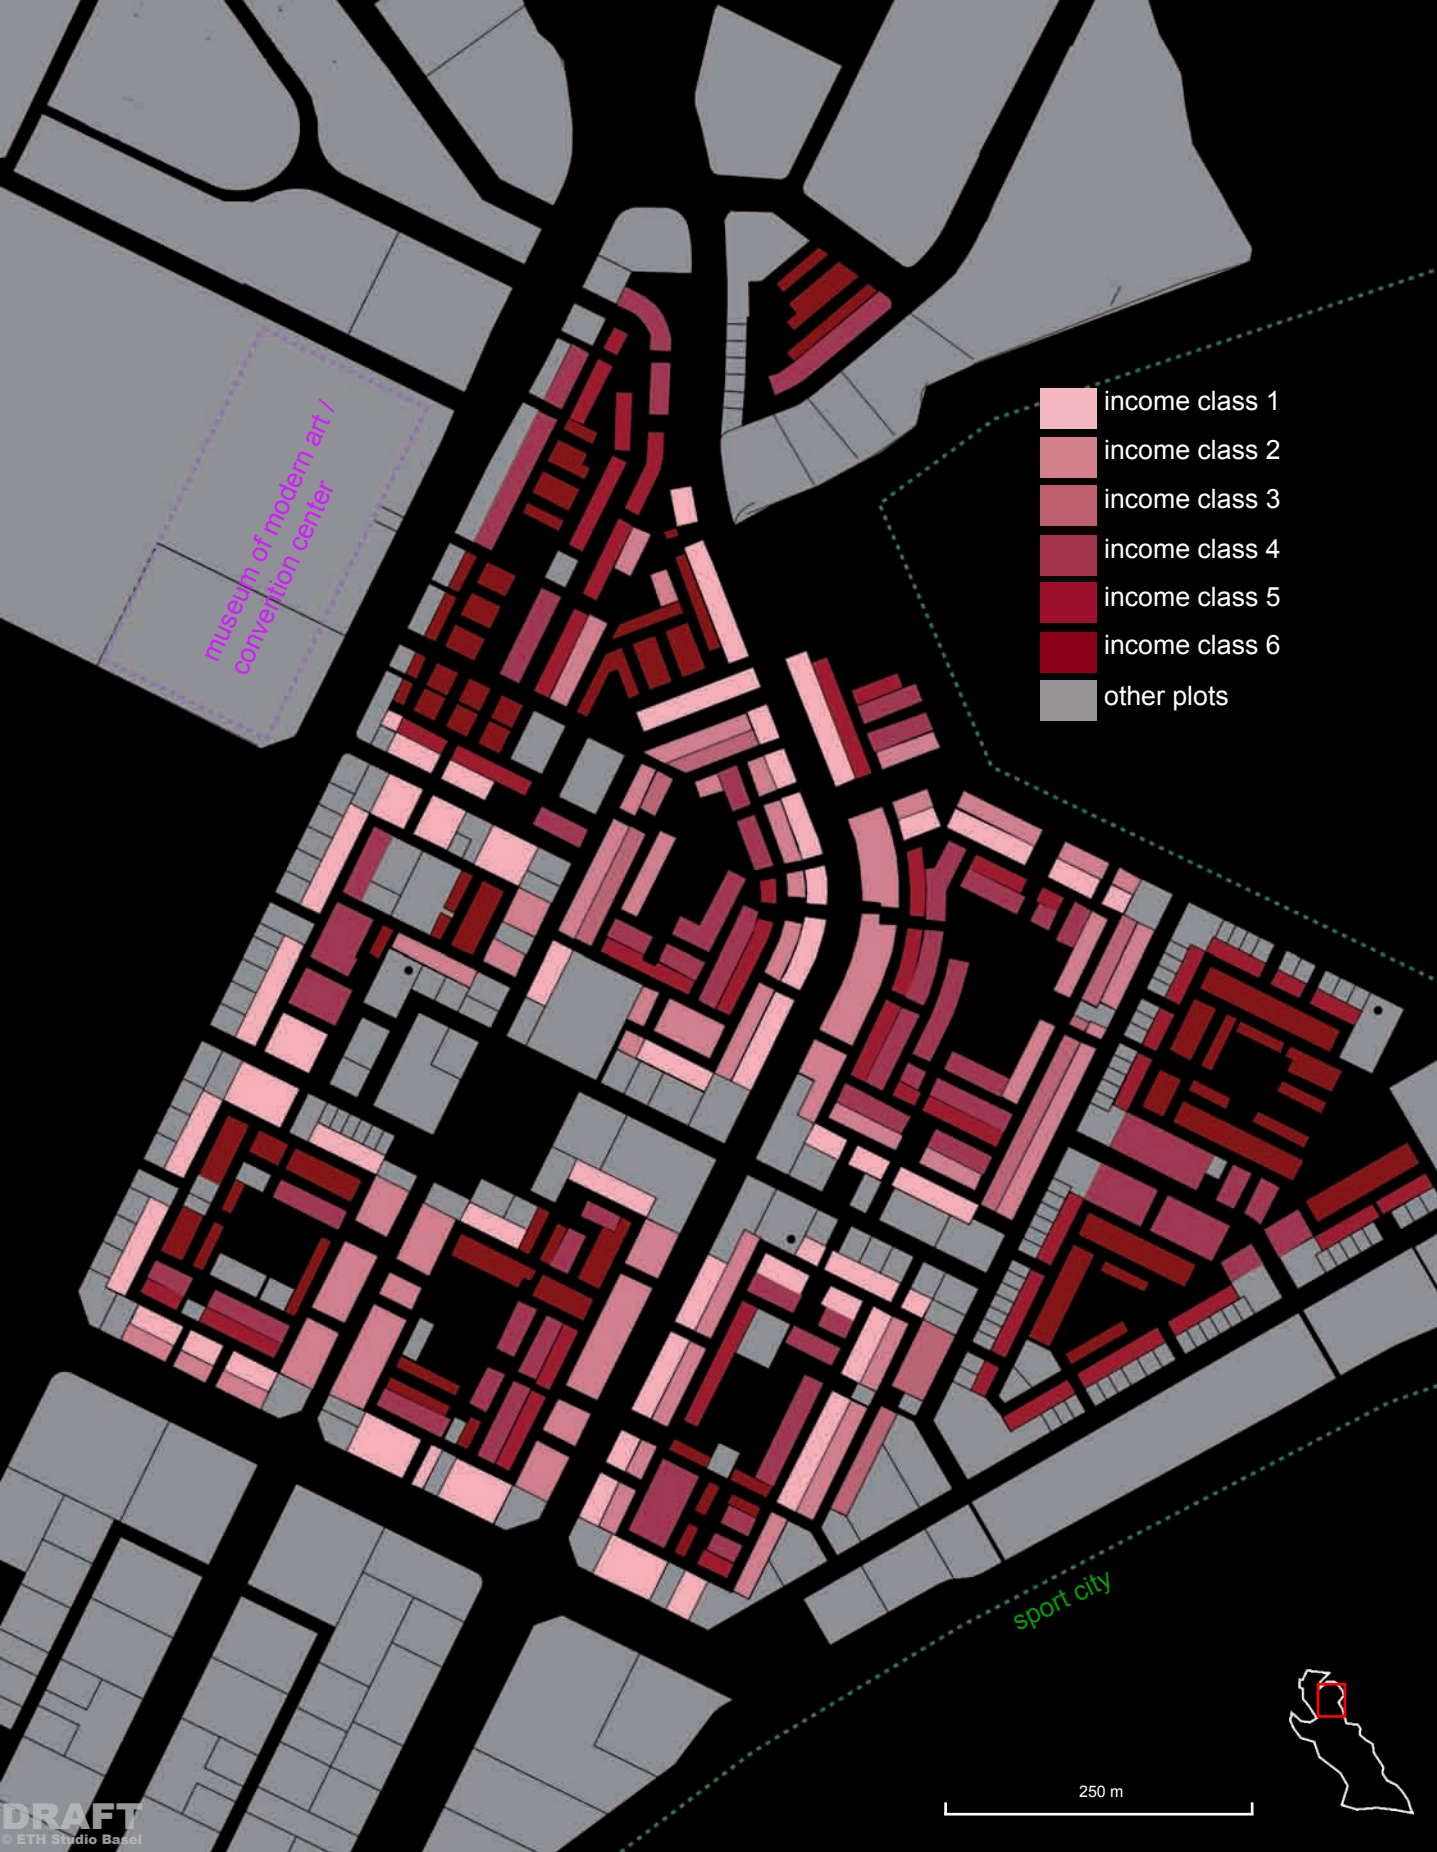 museum of modern art /
convention center
income class 1
income class 2
income class 3
income class 4
income class 5
income class 6
other plots
sport city
250 m
DRAFT
© ETH Studio Basel